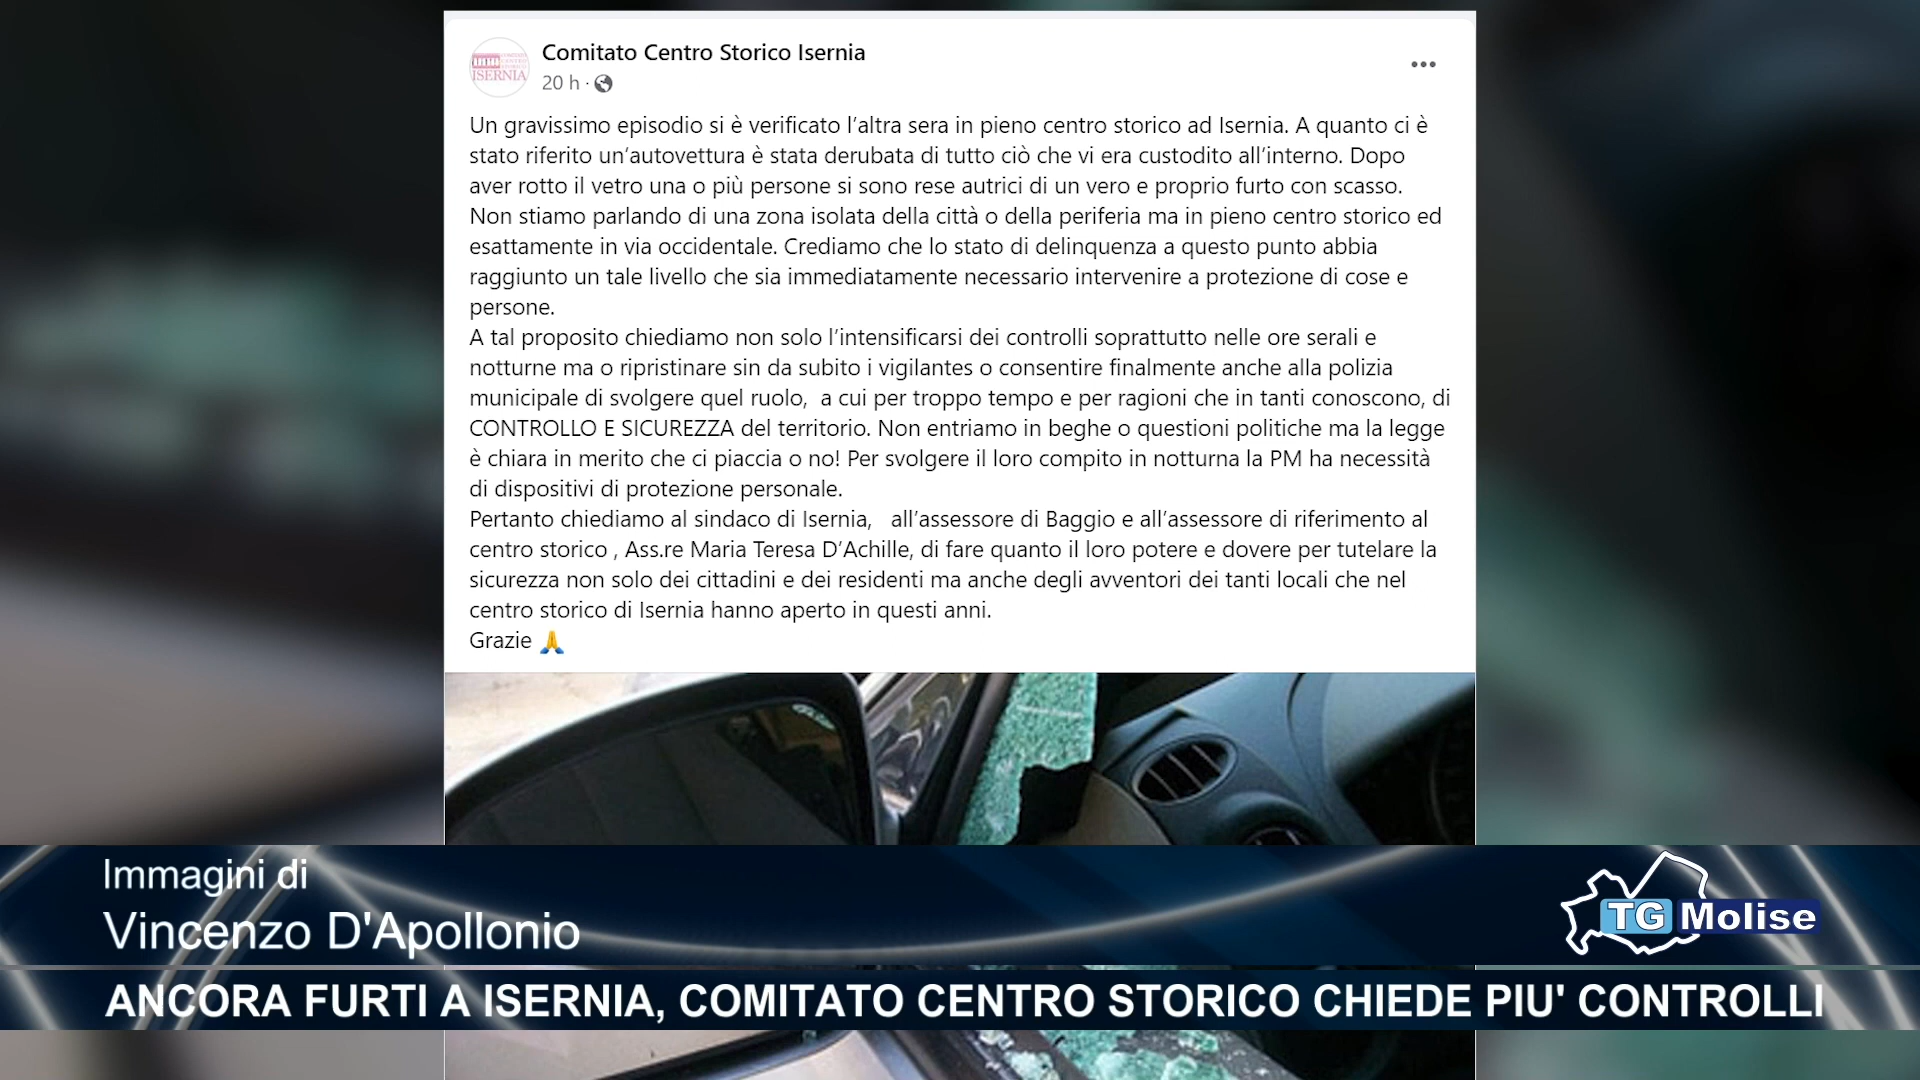 Comitato Centro Storico Isernia
ISERNIA
20 h ·
Un gravissimo episodio si è verificato l’altra sera in pieno centro storico ad Isernia. A quanto ci è
stato riferito un’autovettura è stata derubata di tutto ciò che vi era custodito all’interno. Dopo
aver rotto il vetro una o più persone si sono rese autrici di un vero e proprio furto con scasso.
Non stiamo parlando di una zona isolata della città o della periferia ma in pieno centro storico ed
esattamente in via occidentale. Crediamo che lo stato di delinquenza a questo punto abbia
raggiunto un tale livello che sia immediatamente necessario intervenire a protezione di cose e
persone.
A tal proposito chiediamo non solo l’intensificarsi dei controlli soprattutto nelle ore serali e
notturne ma o ripristinare sin da subito i vigilantes o consentire finalmente anche alla polizia
municipale di svolgere quel ruolo,  a cui per troppo tempo e per ragioni che in tanti conoscono, di
CONTROLLO E SICUREZZA del territorio. Non entriamo in beghe o questioni politiche ma la legge
è chiara in merito che ci piaccia o no! Per svolgere il loro compito in notturna la PM ha necessità
di dispositivi di protezione personale.
Pertanto chiediamo al sindaco di Isernia,   all’assessore di Baggio e all’assessore di riferimento al
centro storico , Ass.re Maria Teresa D’Achille, di fare quanto il loro potere e dovere per tutelare la
sicurezza non solo dei cittadini e dei residenti ma anche degli avventori dei tanti locali che nel
centro storico di Isernia hanno aperto in questi anni.
Grazie 🙏
Immagini di
Vincenzo D'Apollonio
TG Molise
ANCORA FURTI A ISERNIA, COMITATO CENTRO STORICO CHIEDE PIU' CONTROLLI